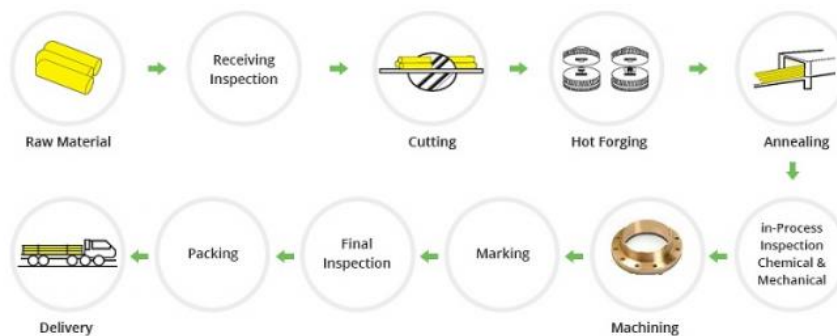 Receiving
Inspection
Raw Material
Cutting
Hot Forging
Annealing
in-Process
Inspection
Chemical &
Mechanical
Machining
Marking
Final
Inspection
Packing
Delivery